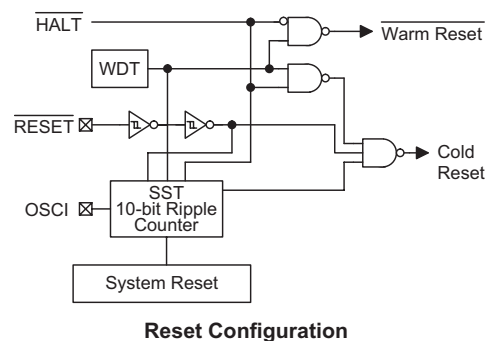 HALT
Warm Reset
WDT
RESET
Cold
Reset
OSCI
SST
10-bit Ripple
Counter
System Reset
Reset Configuration